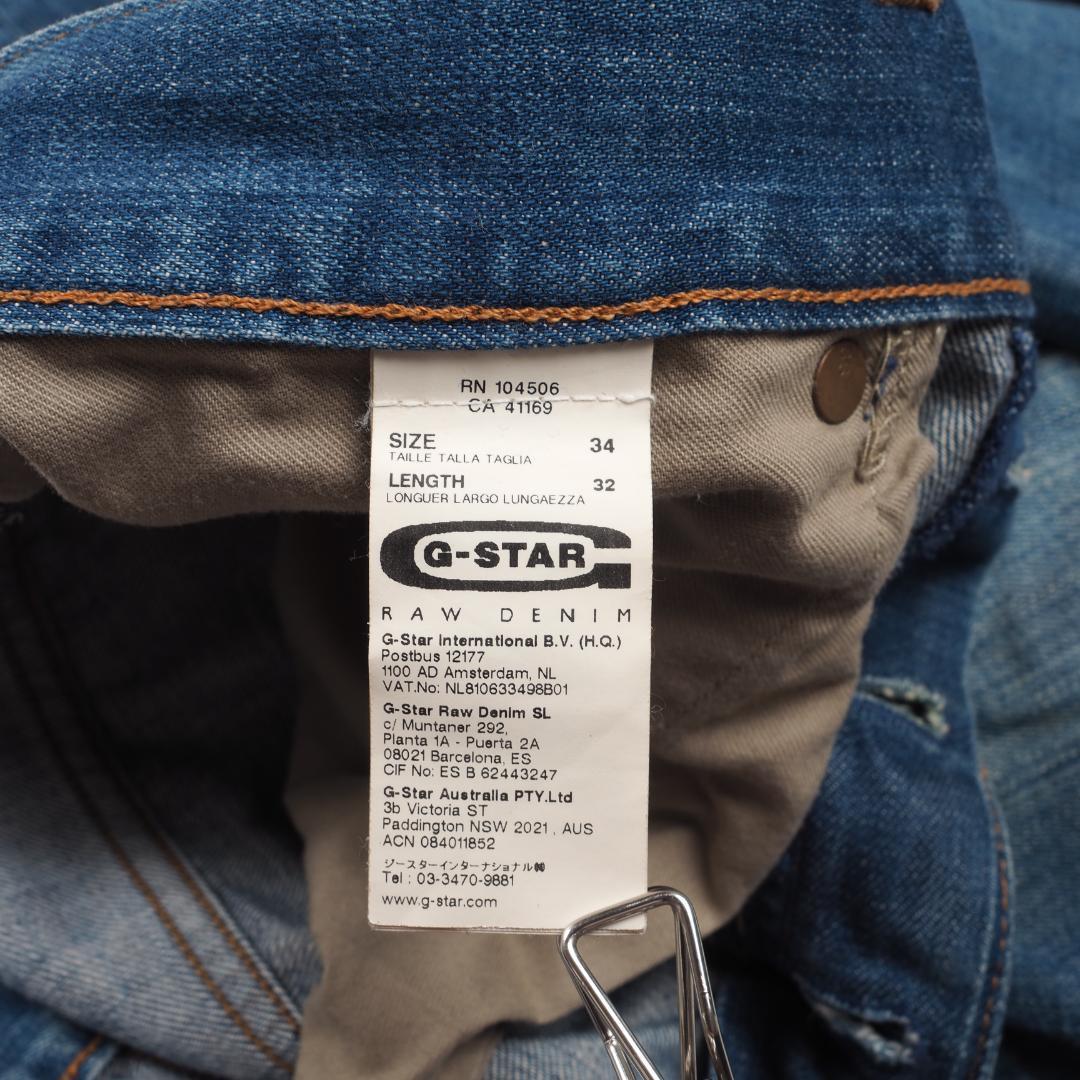 RN 104506
CA 41169
SIZE 34
TAILLE TALLA TAGLIA
LENGTH 32
LONGUER LARGO LUNGAEZZA
G-STAR
RAW DENIM
G-Star International B.V. (H.Q.)
Postbus 12177
1100 AD Amsterdam, NL
VAT.No: NL810633498B01
G-Star Raw Denim SL
c/ Muntaner 292,
Planta 1A - Puerta 2A
08021 Barcelona, ES
CIF No: ES B 62443247
G-Star Australia PTY.Ltd
3b Victoria ST
Paddington NSW 2021, AUS
ACN 084011852
ジースターインターナショナル㈱
Tel : 03-3470-9881
www.g-star.com